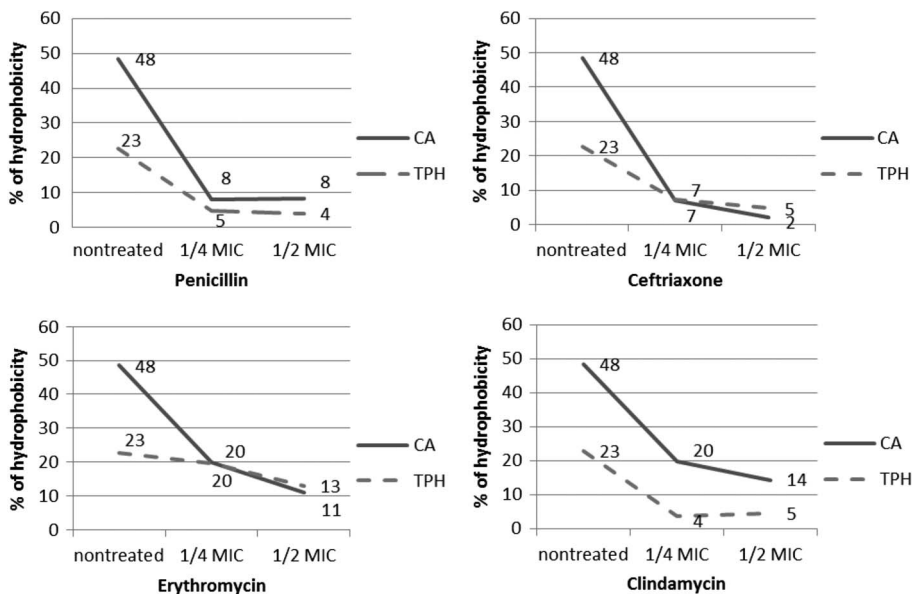 % of hydrophobicity
60
50
40
30
20
10
0
48
23
8
8
5
4
CA
TPH
nontreated 1/4 MIC 1/2 MIC
Penicillin
% of hydrophobicity
60
50
40
30
20
10
0
48
23
7
7
5
2
CA
TPH
nontreated 1/4 MIC 1/2 MIC
Ceftriaxone
% of hydrophobicity
60
50
40
30
20
10
0
48
23
20
20
13
11
CA
TPH
nontreated 1/4 MIC 1/2 MIC
Erythromycin
% of hydrophobicity
60
50
40
30
20
10
0
48
23
20
14
4
5
CA
TPH
nontreated 1/4 MIC 1/2 MIC
Clindamycin